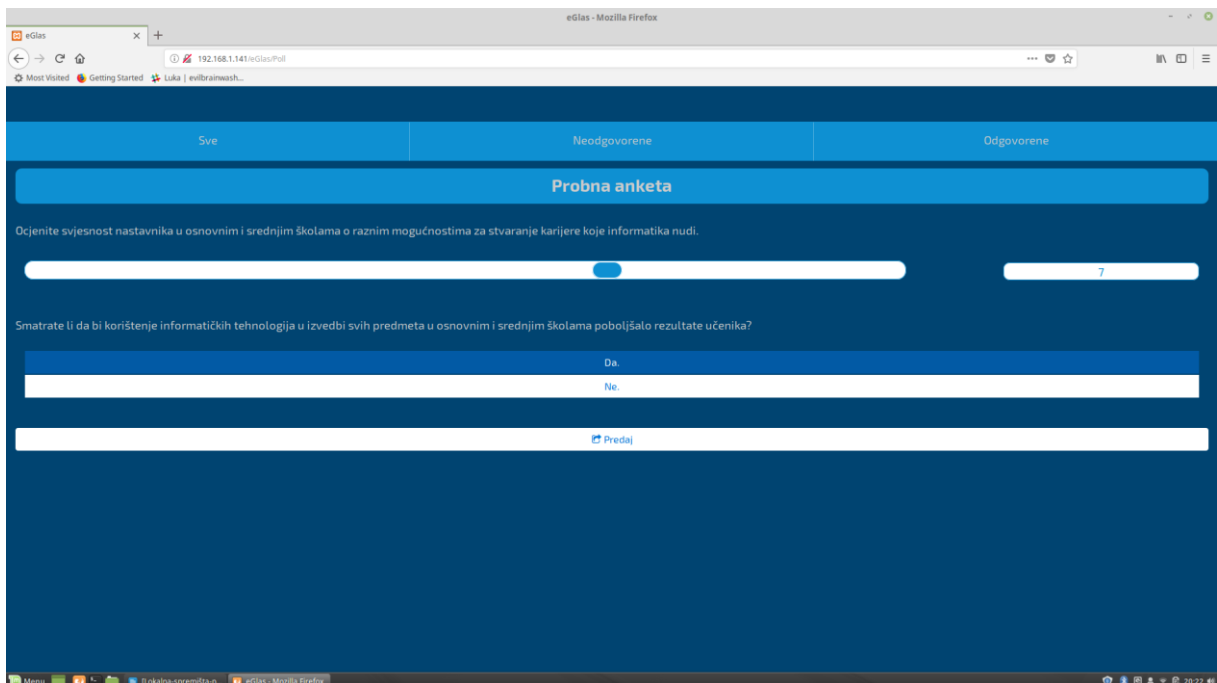 eGlas - Mozilla Firefox
eGlas
192.168.1.141/eGlas/Poll
Most Visited Getting Started Luka | evilbrainwash...
Sve Neodgovorene Odgovorene
Probna anketa
Ocjenite svjesnost nastavnika u osnovnim i srednjim školama o raznim mogućnostima za stvaranje karijere koje informatika nudi.
7
Smatrate li da bi korištenje informatičkih tehnologija u izvedbi svih predmeta u osnovnim i srednjim školama poboljšalo rezultate učenika?
Da.
Ne.
Predaj
Menu eGlas - Mozilla Firefox 20:22